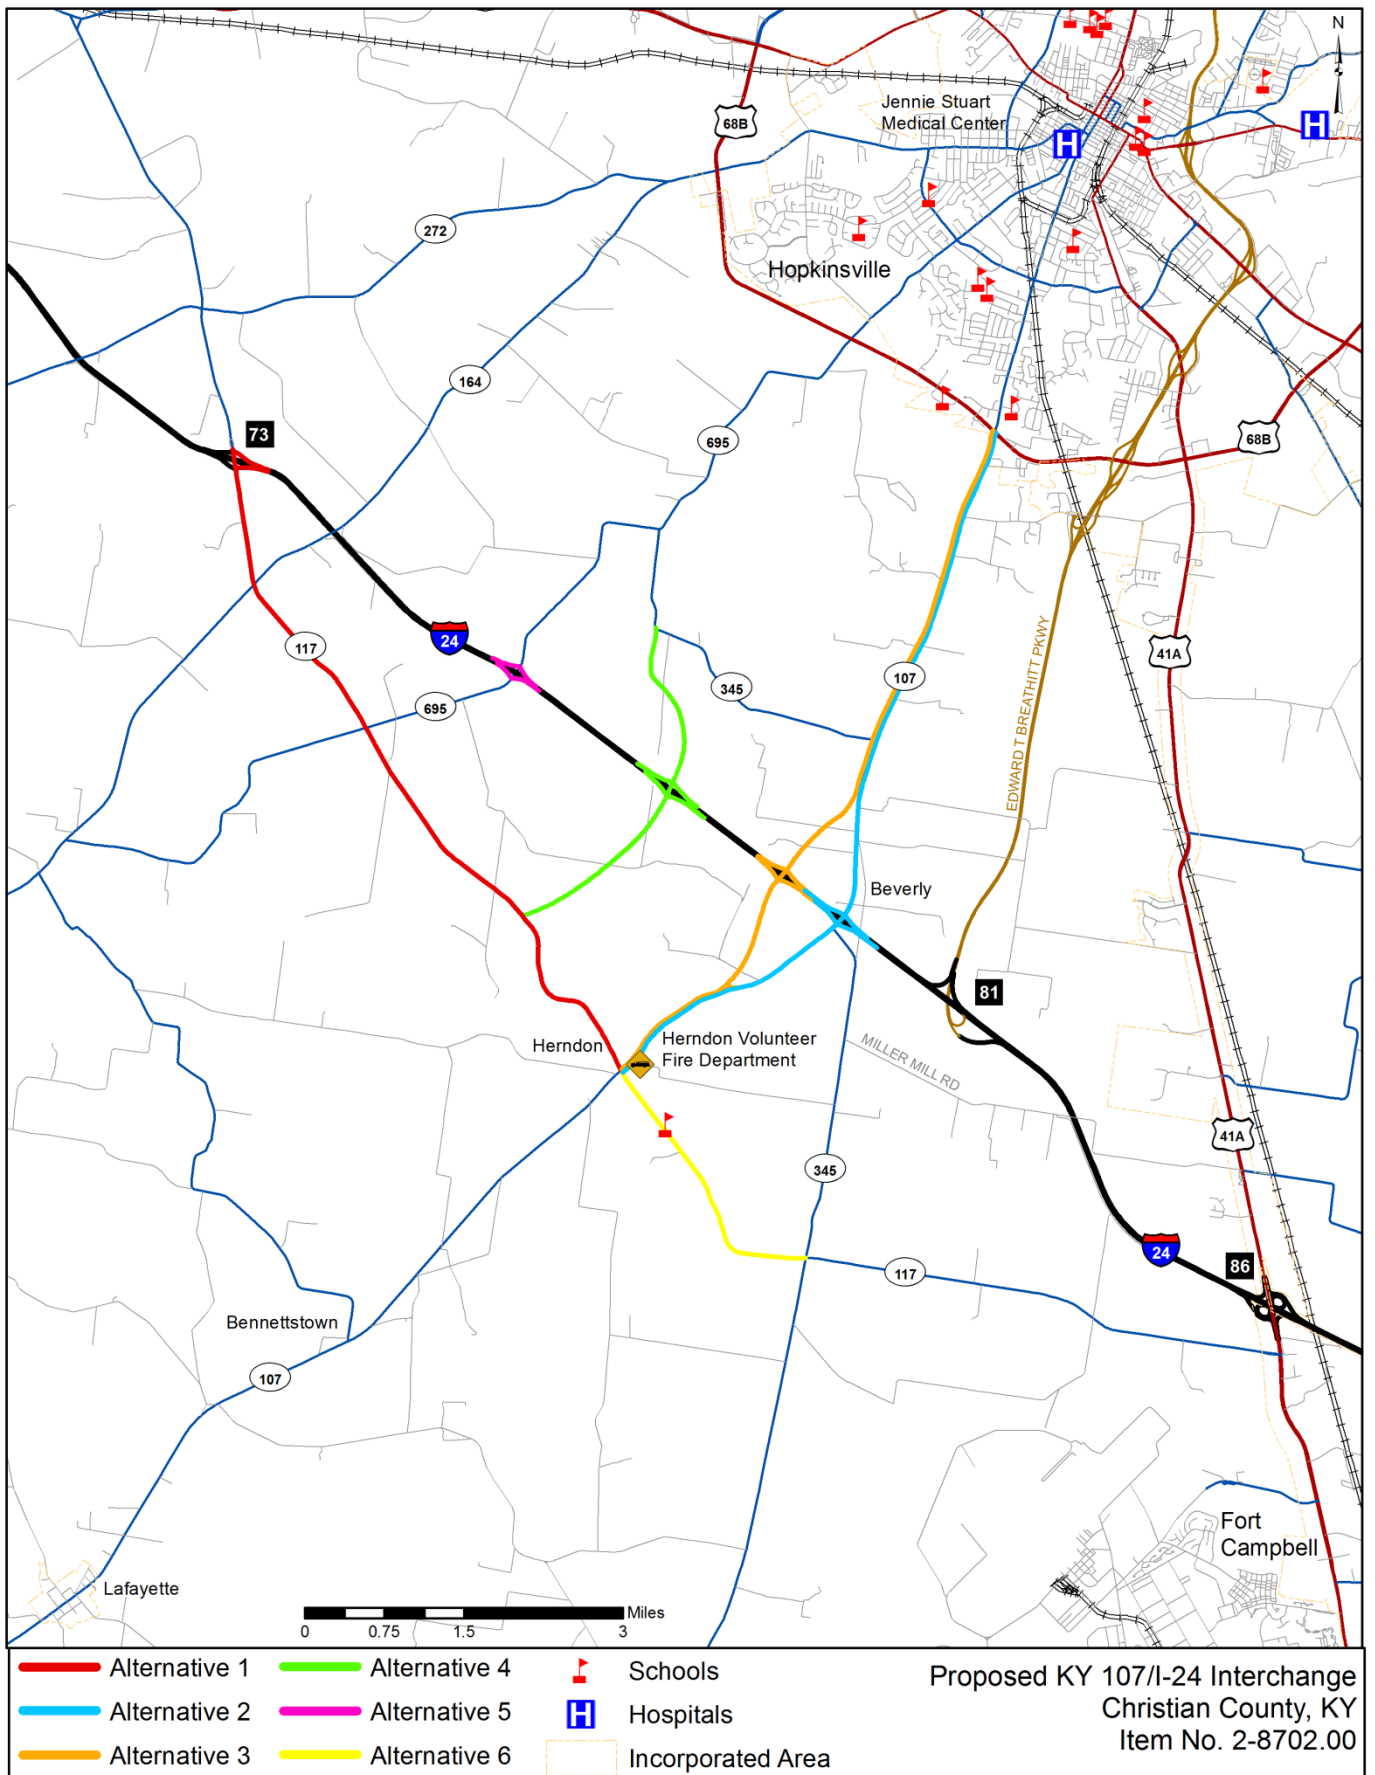 N
Jennie Stuart
Medical Center
H
H
68B
272
Hopkinsville
164
73
695
68B
24
117
345
107
41A
695
EDWARD T BREATHITT PKWY
Beverly
81
Herndon
Herndon Volunteer
Fire Department
MILLER MILL RD
41A
345
24
86
117
Bennettstown
107
Fort
Campbell
Lafayette
Miles
0 0.75 1.5 3
Alternative 1
Alternative 2
Alternative 3
Alternative 4
Alternative 5
Alternative 6
Schools
H Hospitals
Incorporated Area
Proposed KY 107/I-24 Interchange
Christian County, KY
Item No. 2-8702.00